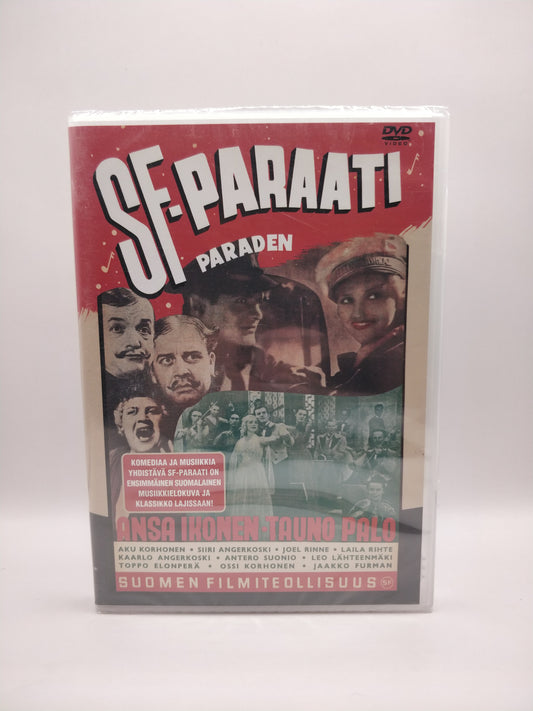 DVD
VIDEO
SF-PARAATI
PARADEN
KOMEDIAA JA MUSIIKKIA
YHDISTÄVÄ SF-PARAATI ON
ENSIMMÄINEN SUOMALAINEN
MUSIIKKIELOKUVA JA
KLASSIKKO LAJISSAAN!
ANSA IKONEN • TAUNO PALO
AKU KORHONEN • SIIRI ANGERKOSKI • JOEL RINNE • LAILA RIHTE
KAARLO ANGERKOSKI • ANTERO SUONIO • LEO LÄHTEENMÄKI
TOPPO ELONPERÄ • OSSI KORHONEN • JAAKKO FURMAN
SUOMEN FILMITEOLLISUUS SF